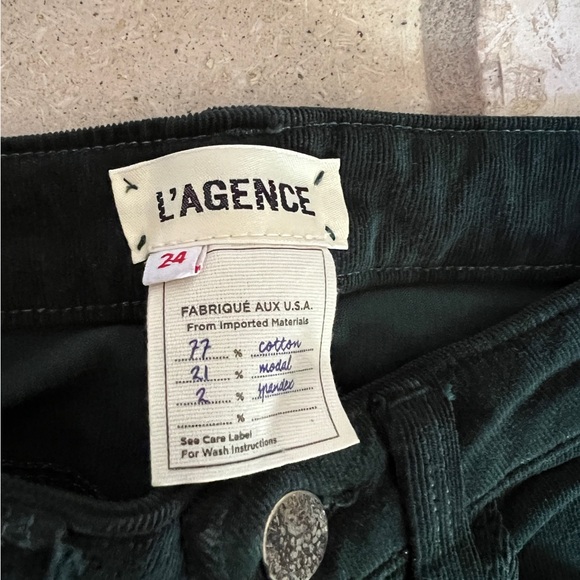 L'AGENCE
24
FABRIQUÉ AUX U.S.A.
From Imported Materials
77 % cotton
21 % modal
2 % spandex
%
See Care Label
For Wash Instructions